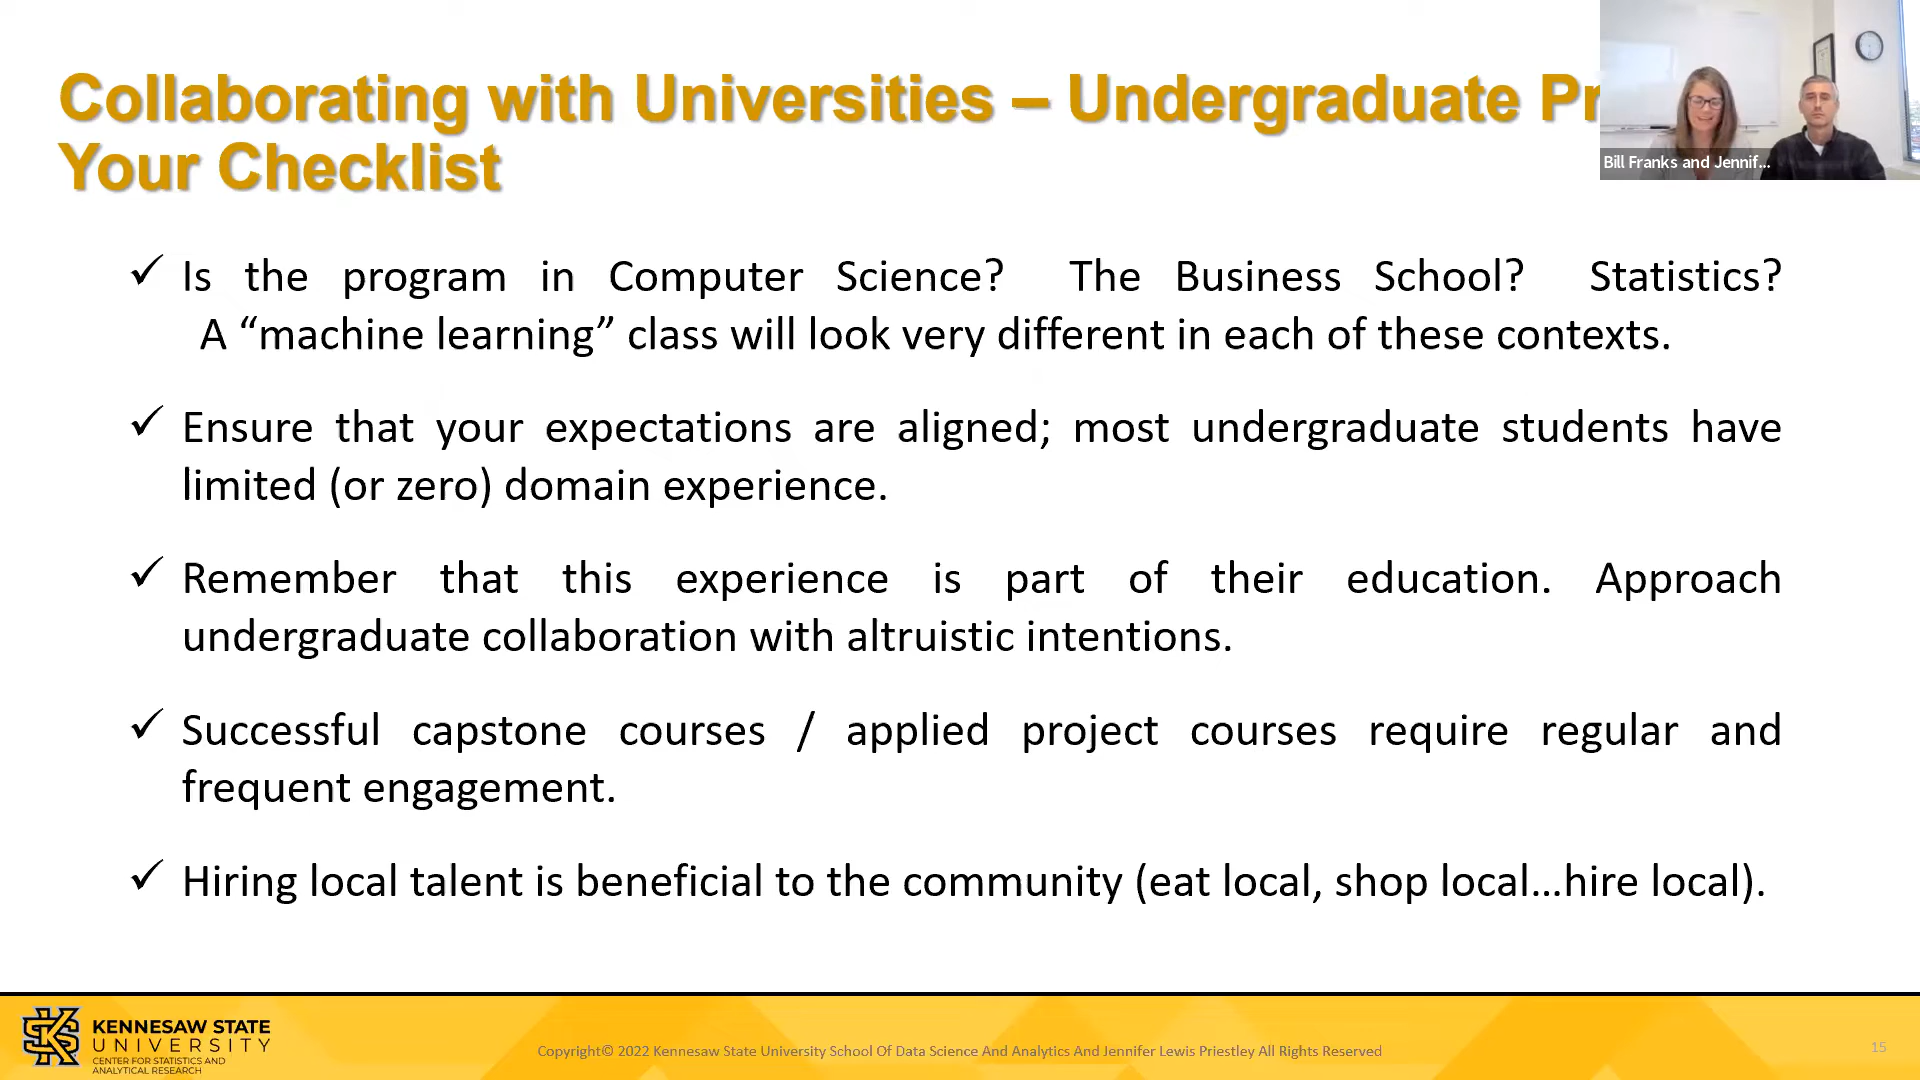 Collaborating with Universities – Undergraduate
Your Checklist
Bill Franks and Jennif...
✓ Is the program in Computer Science? The Business School? Statistics?
A “machine learning” class will look very different in each of these contexts.
✓ Ensure that your expectations are aligned; most undergraduate students have
limited (or zero) domain experience.
✓ Remember that this experience is part of their education. Approach
undergraduate collaboration with altruistic intentions.
✓ Successful capstone courses / applied project courses require regular and
frequent engagement.
✓ Hiring local talent is beneficial to the community (eat local, shop local...hire local).
KENNESAW STATE
UNIVERSITY
CENTER FOR STATISTICS AND
ANALYTICAL RESEARCH
Copyright© 2022 Kennesaw State University School Of Data Science And Analytics And Jennifer Lewis Priestley All Rights Reserved
15